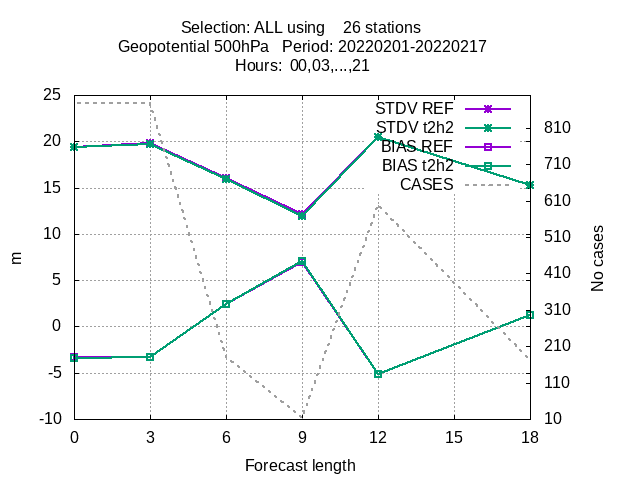 Selection: ALL using    26 stations
Geopotential 500hPa   Period: 20220201-20220217
Hours:  00,03,...,21
STDV REF
STDV t2h2
BIAS REF
BIAS t2h2
CASES
25
20
15
10
5
0
-5
-10
m
810
710
610
510
410
310
210
110
10
No cases
0 3 6 9 12 15 18
Forecast length